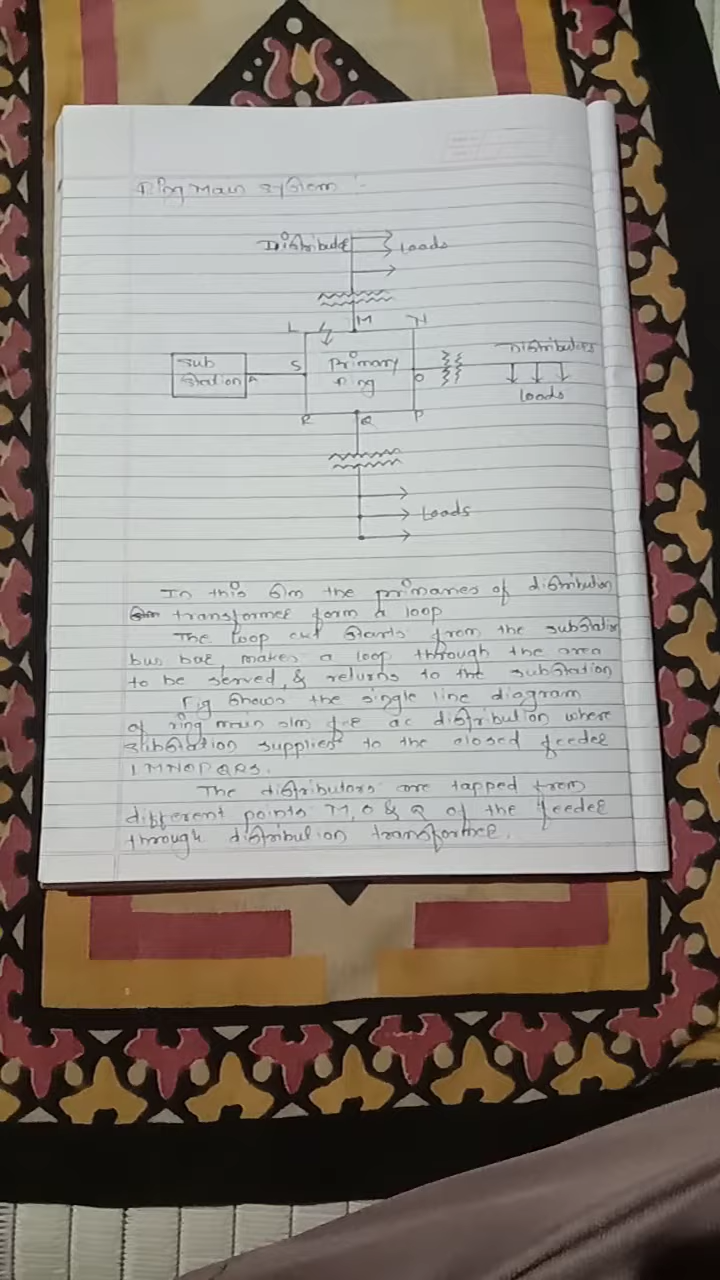 Ring Main system :-
Distributor
Loads
L
M
N
Sub
station
A
S
Primary
ring
O
Distributors
Loads
R
Q
P
Loads
In this s/m the primaries of distribution
transformer form a loop
The loop ckt starts from the substation
bus bar, makes a loop through the area
to be served, & returns to the substation
Fig shows the single line diagram
of ring main s/m for ac distribution where
substation supplies to the closed feeder
LMNOPQRS.
The distributors are tapped from
different points M, O & Q of the feeder
through distribution transformer.